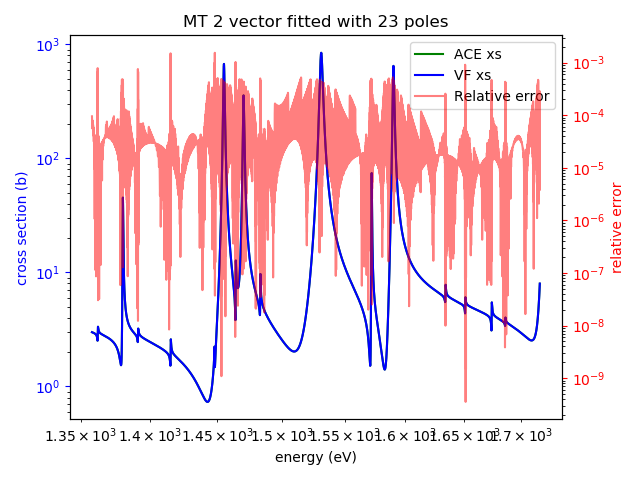 MT 2 vector fitted with 23 poles
ACE xs
VF xs
Relative error
cross section (b)
10³
10²
10¹
10⁰
relative error
10⁻³
10⁻⁴
10⁻⁵
10⁻⁶
10⁻⁷
10⁻⁸
10⁻⁹
1.35×10³ 1.4×10³ 1.45×10³ 1.5×10³ 1.55×10³ 1.6×10³ 1.65×10³ 1.7×10³
energy (eV)